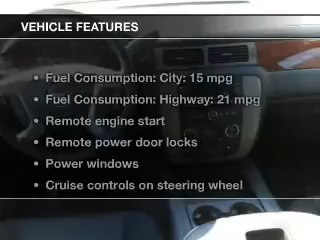 VEHICLE FEATURES
• Fuel Consumption: City: 15 mpg
• Fuel Consumption: Highway: 21 mpg
• Remote engine start
• Remote power door locks
• Power windows
• Cruise controls on steering wheel